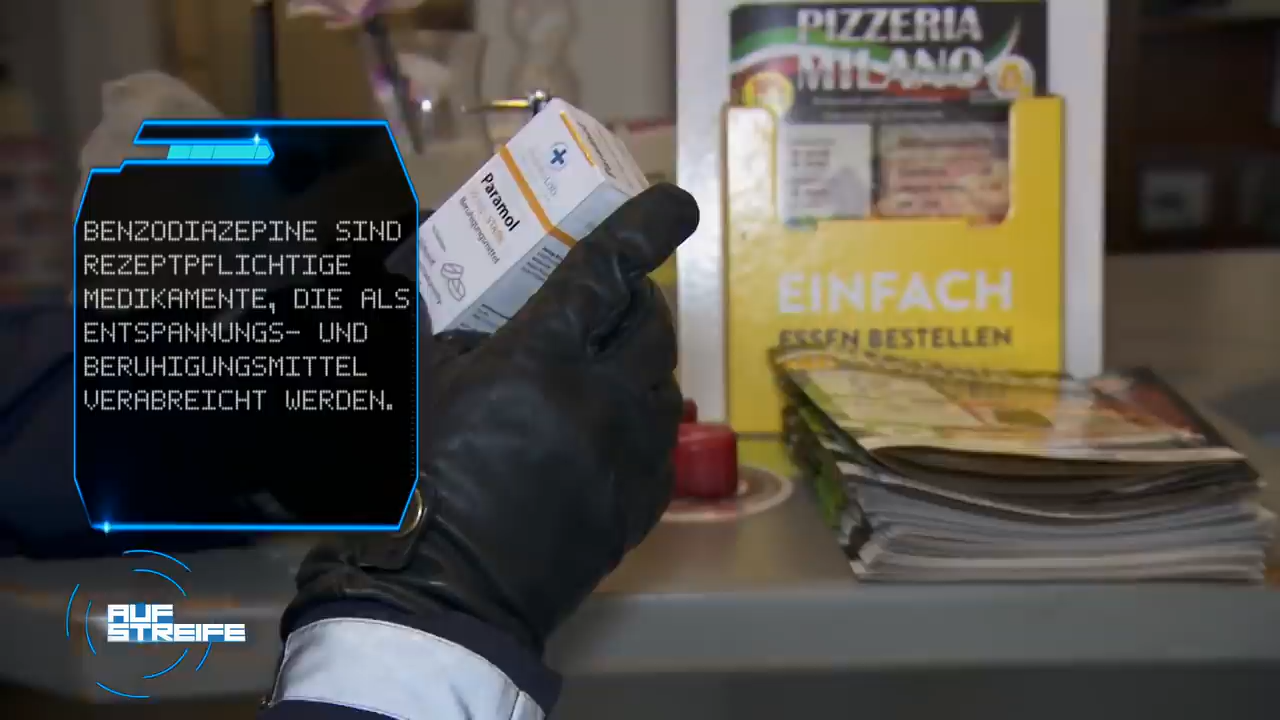 PIZZERIA
MILANO
Paramol
Beruhigungsmittel
BENZODIAZEPINE SIND
REZEPTPFLICHTIGE
MEDIKAMENTE, DIE ALS
ENTSPANNUNGS- UND
BERUHIGUNGSMITTEL
VERABREICHT WERDEN.
EINFACH
ESSEN BESTELLEN
AUF
STREIFE